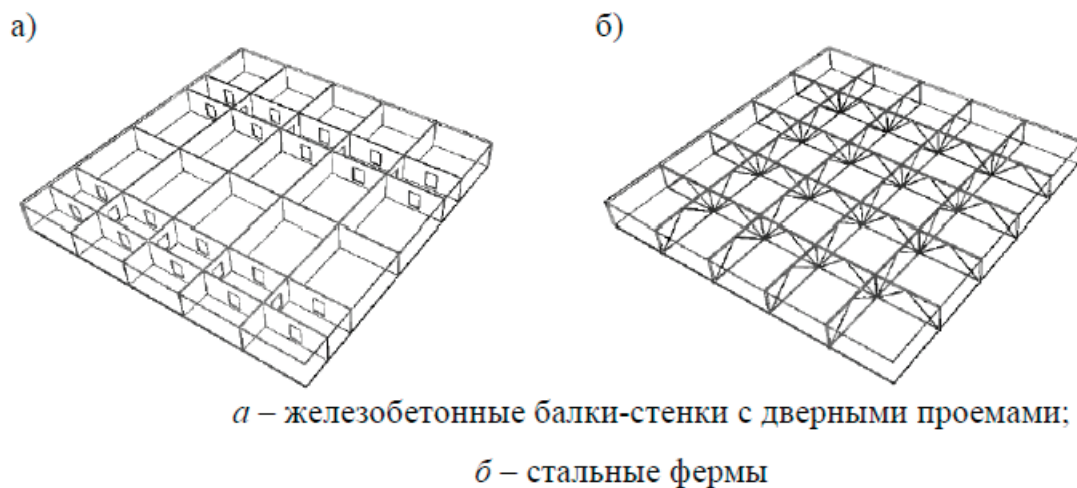 а)
б)
а – железобетонные балки-стенки с дверными проемами;
б – стальные фермы